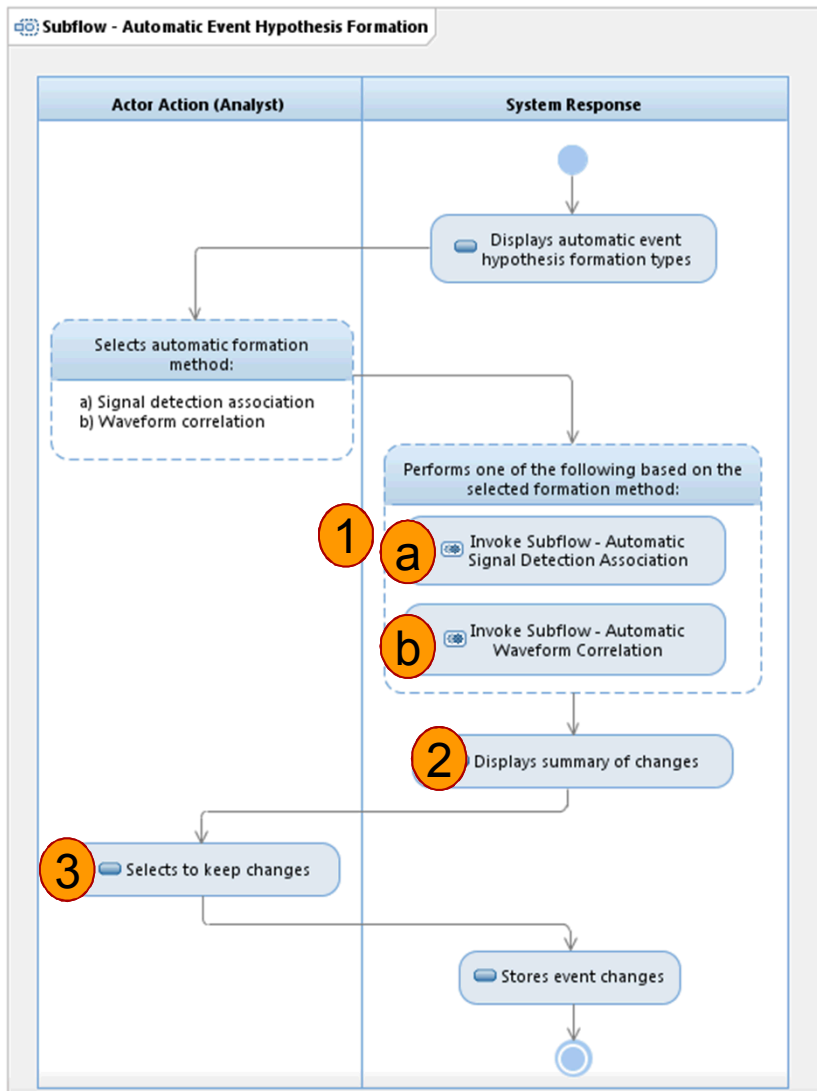 Subflow - Automatic Event Hypothesis Formation
Actor Action (Analyst)
System Response
Displays automatic event
hypothesis formation types
Selects automatic formation
method:
a) Signal detection association
b) Waveform correlation
Performs one of the following based on the
selected formation method:
1
a
Invoke Subflow - Automatic
Signal Detection Association
b
Invoke Subflow - Automatic
Waveform Correlation
2
Displays summary of changes
3
Selects to keep changes
Stores event changes